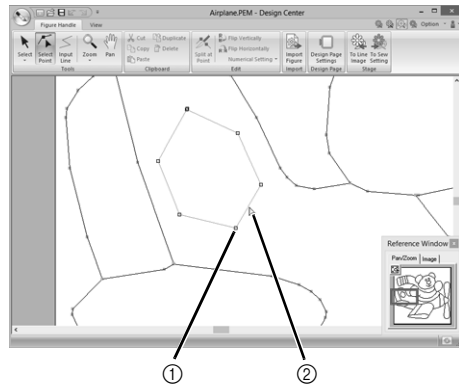 Airplane.PEM - Design Center
Figure Handle View Option
Select Select Point Input Line Zoom Pan
Tools
Cut Duplicate
Copy Delete
Paste
Clipboard
Split at Point
Flip Vertically
Flip Horizontally
Numerical Setting
Edit
Import Figure
Import
Design Page Settings
Design Page
To Line Image To Sew Setting
Stage
Reference Window
Pan/Zoom Image
① ②